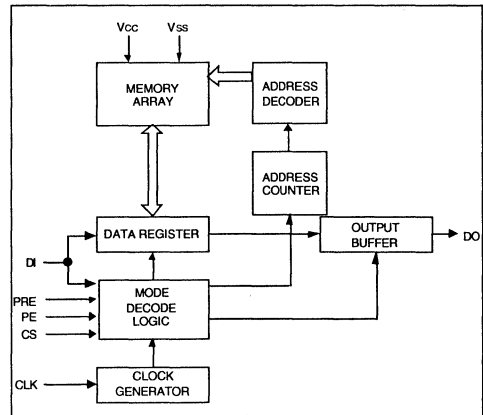 Vcc Vss
MEMORY
ARRAY
ADDRESS
DECODER
ADDRESS
COUNTER
DATA REGISTER
OUTPUT
BUFFER
DO
DI
PRE
PE
CS
MODE
DECODE
LOGIC
CLK
CLOCK
GENERATOR